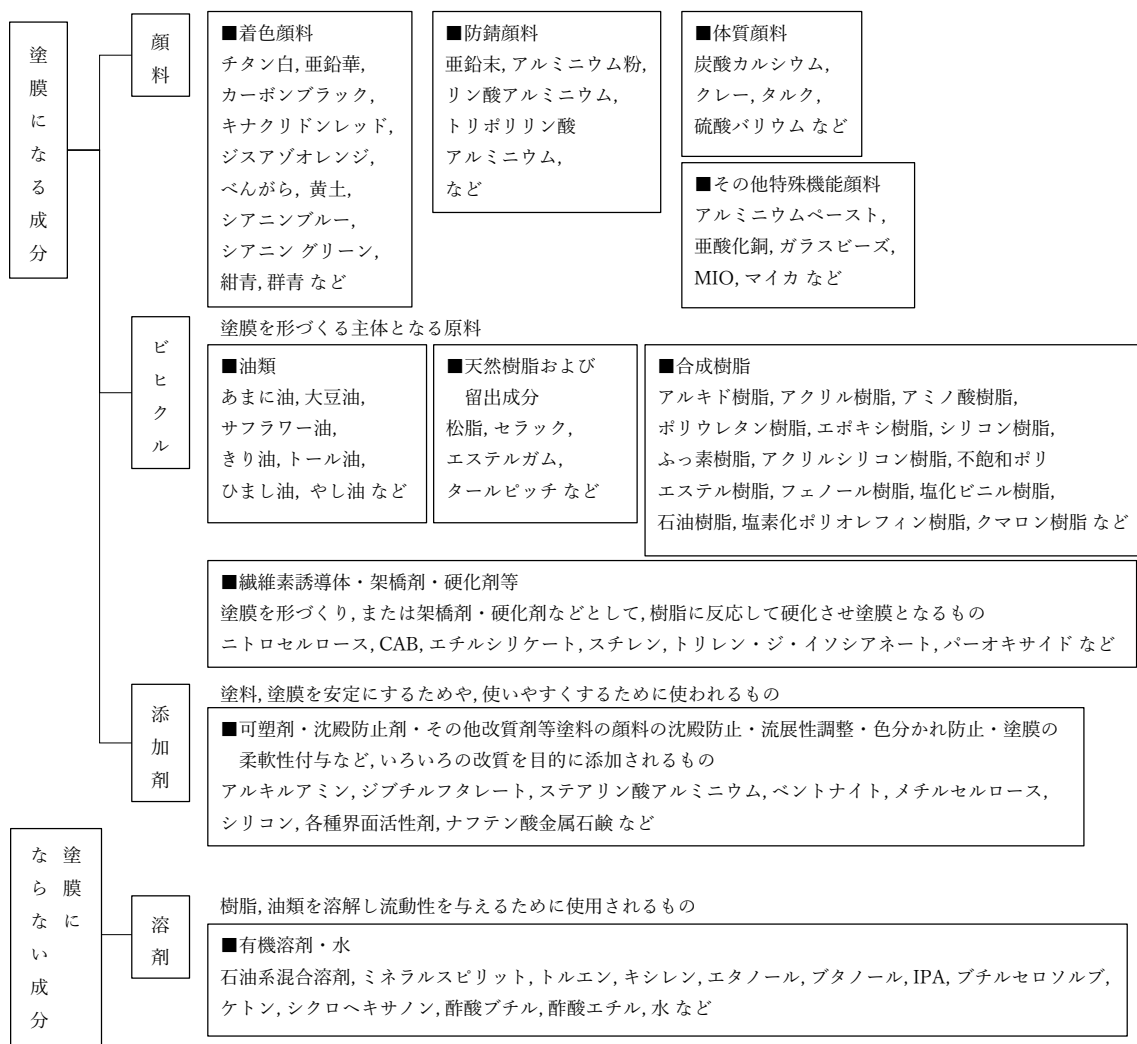 塗膜になる成分
顔料
■着色顔料
チタン白, 亜鉛華,
カーボンブラック,
キナクリドンレッド,
ジスアゾオレンジ,
べんがら, 黄土,
シアニンブルー,
シアニン グリーン,
紺青, 群青 など
■防錆顔料
亜鉛末, アルミニウム粉,
リン酸アルミニウム,
トリポリリン酸
アルミニウム,
など
■体質顔料
炭酸カルシウム,
クレー, タルク,
硫酸バリウム など
■その他特殊機能顔料
アルミニウムペースト,
亜酸化銅, ガラスビーズ,
MIO, マイカ など
ビヒクル
塗膜を形づくる主体となる原料
■油類
あまに油, 大豆油,
サフラワー油,
きり油, トール油,
ひまし油, やし油 など
■天然樹脂および
留出成分
松脂, セラック,
エステルガム,
タールピッチ など
■合成樹脂
アルキド樹脂, アクリル樹脂, アミノ酸樹脂,
ポリウレタン樹脂, エポキシ樹脂, シリコン樹脂,
ふっ素樹脂, アクリルシリコン樹脂, 不飽和ポリ
エステル樹脂, フェノール樹脂, 塩化ビニル樹脂,
石油樹脂, 塩素化ポリオレフィン樹脂, クマロン樹脂 など
■繊維素誘導体・架橋剤・硬化剤等
塗膜を形づくり, または架橋剤・硬化剤などとして, 樹脂に反応して硬化させ塗膜となるもの
ニトロセルロース, CAB, エチルシリケート, スチレン, トリレン・ジ・イソシアネート, パーオキサイド など
添加剤
塗料, 塗膜を安定にするためや, 使いやすくするために使われるもの
■可塑剤・沈殿防止剤・その他改質剤等塗料の顔料の沈殿防止・流展性調整・色分かれ防止・塗膜の
柔軟性付与など, いろいろの改質を目的に添加されるもの
アルキルアミン, ジブチルフタレート, ステアリン酸アルミニウム, ベントナイト, メチルセルロース,
シリコン, 各種界面活性剤, ナフテン酸金属石鹸 など
塗膜に
ならない成分
溶剤
樹脂, 油類を溶解し流動性を与えるために使用されるもの
■有機溶剤・水
石油系混合溶剤, ミネラルスピリット, トルエン, キシレン, エタノール, ブタノール, IPA, ブチルセロソルブ,
ケトン, シクロヘキサノン, 酢酸ブチル, 酢酸エチル, 水 など